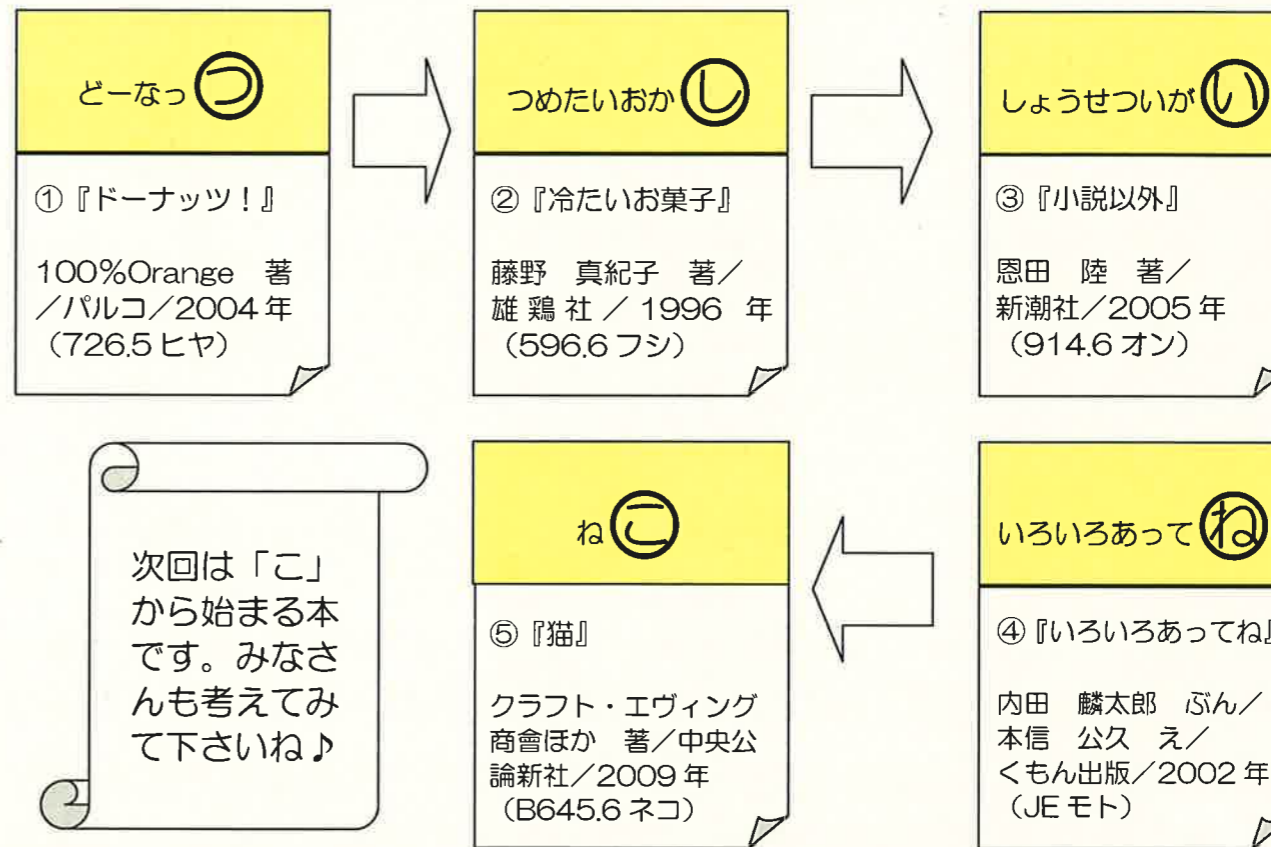 どーなっつ
①『ドーナッツ！』
100%Orange 著
／パルコ／2004年
（726.5 ヒヤ）
つめたいおかし
②『冷たいお菓子』
藤野 真紀子 著／
雄鶏社／1996 年
（596.6 フシ）
しょうせついがい
③『小説以外』
恩田 陸 著／
新潮社／2005年
（914.6 オン）
いろいろあってね
④『いろいろあってね』
内田 麟太郎 ぶん／
本信 公久 え／
くもん出版／2002年
（JE モト）
ねこ
⑤『猫』
クラフト・エヴィング
商會ほか 著／中央公
論新社／2009年
（B645.6 ネコ）
次回は「こ」
から始まる本
です。みなさ
んも考えてみ
て下さいね♪